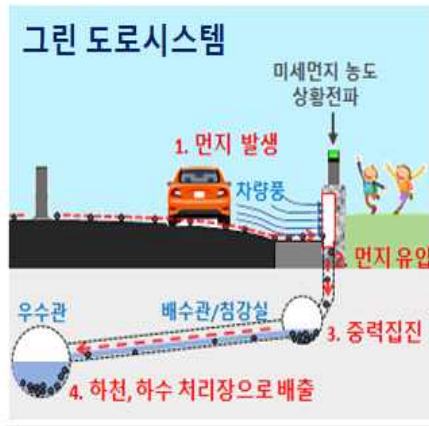 그린 도로시스템
미세먼지 농도
상황전파
1. 먼지 발생
차량풍
2. 먼지 유입
우수관
배수관/침강실
3. 중력집진
4. 하천, 하수 처리장으로 배출